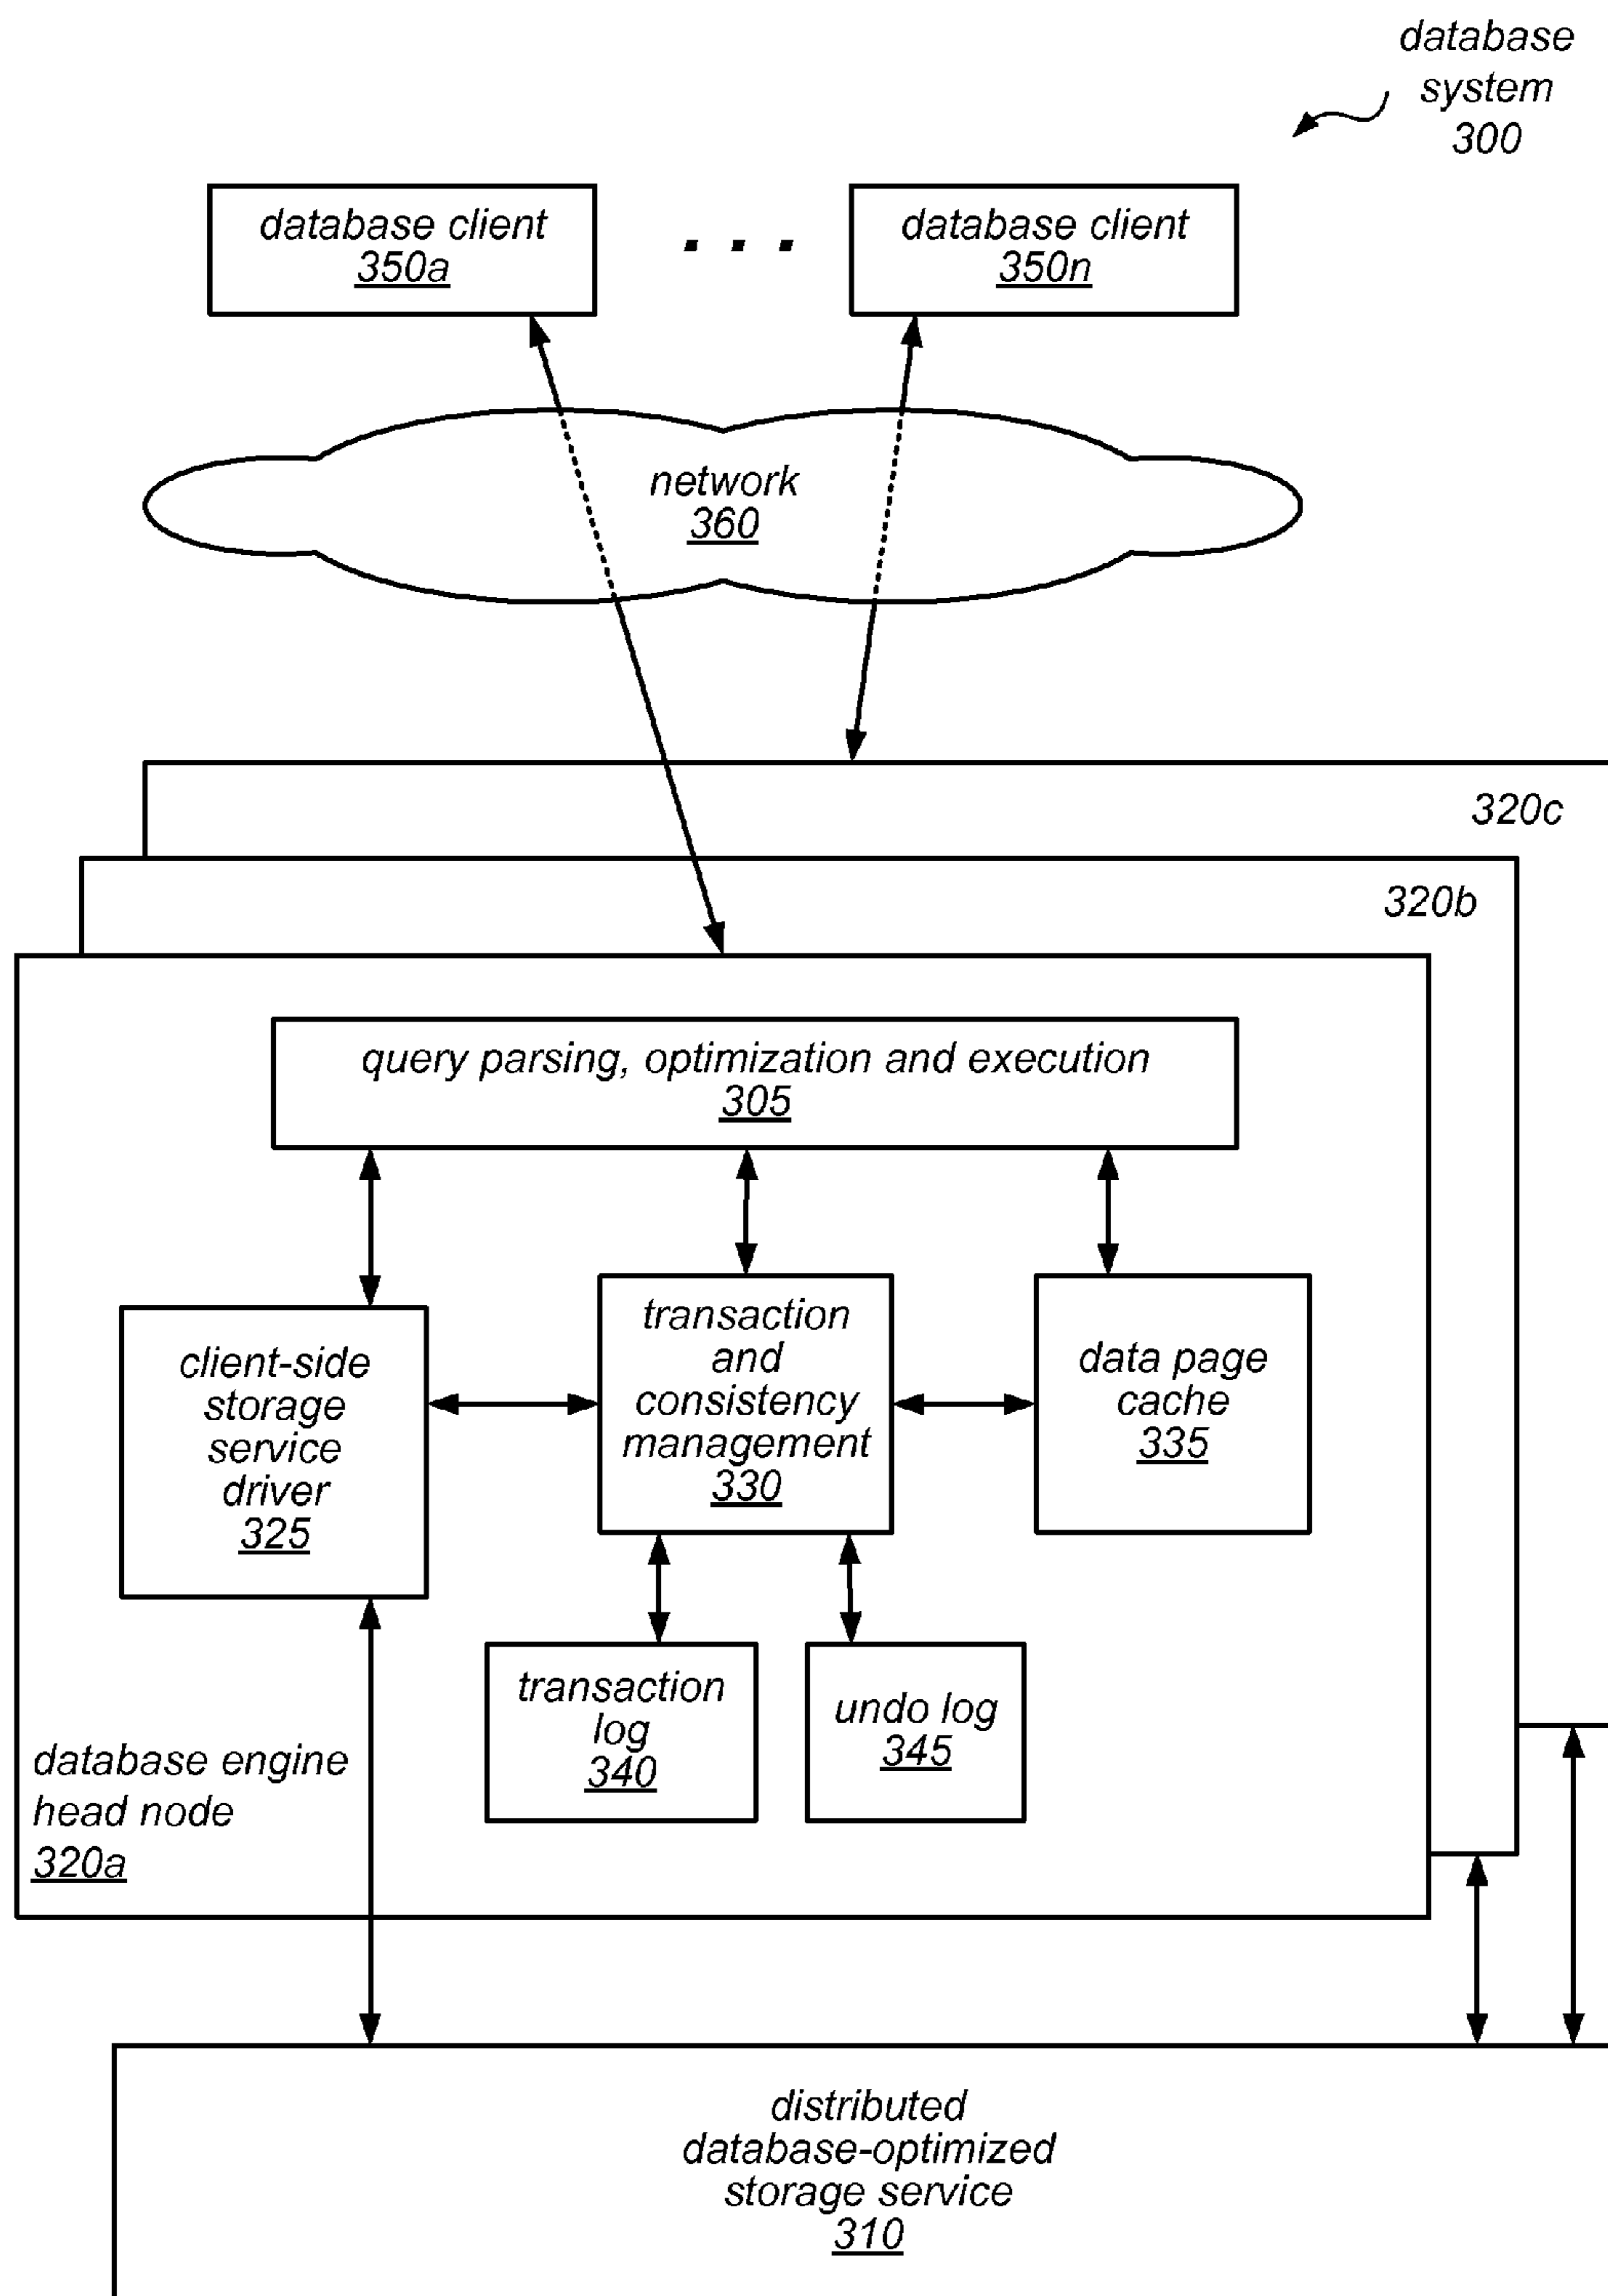 database
system
300
database client
350a
. . .
database client
350n
network
360
320c
320b
query parsing, optimization and execution
305
client-side
storage
service
driver
325
transaction
and
consistency
management
330
data page
cache
335
transaction
log
340
undo log
345
database engine
head node
320a
distributed
database-optimized
storage service
310